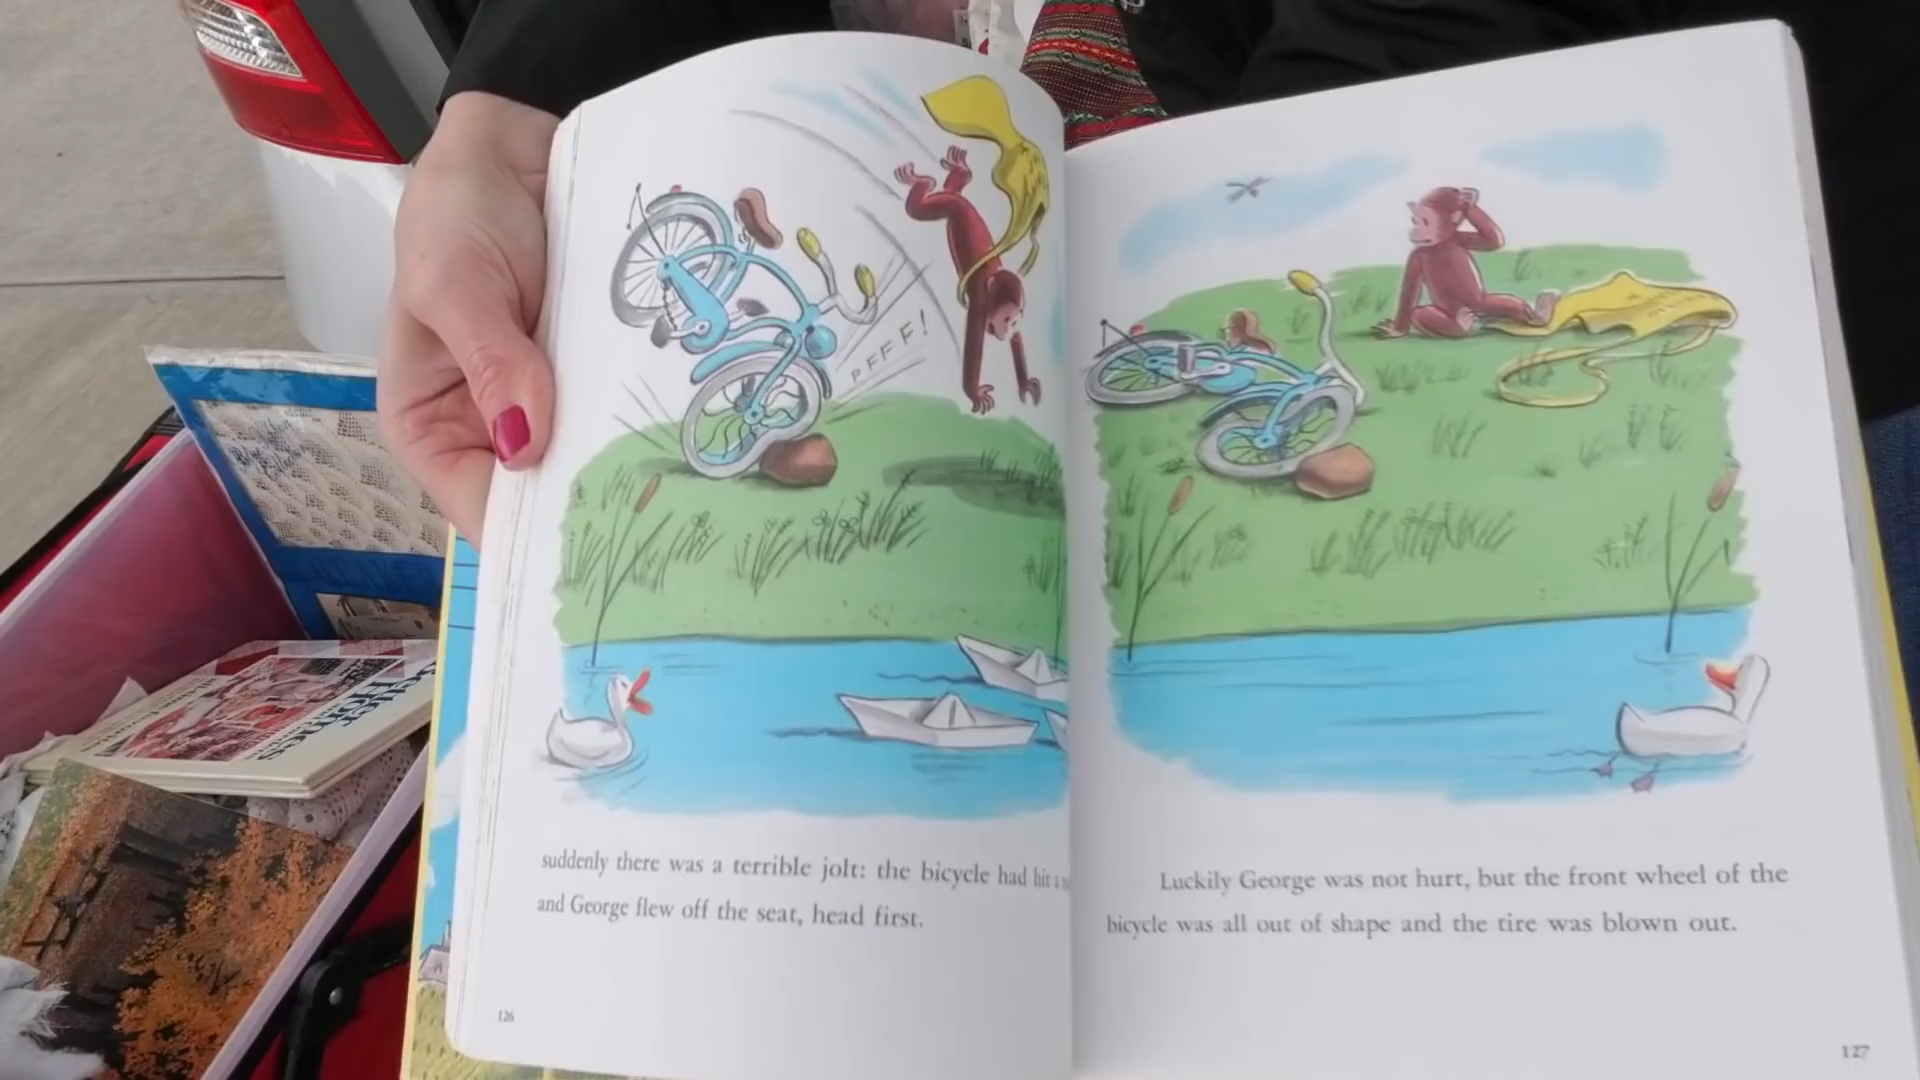 PFFF!
suddenly there was a terrible jolt: the bicycle had hit a
and George flew off the seat, head first.
126
Luckily George was not hurt, but the front wheel of the
bicycle was all out of shape and the tire was blown out.
127
Homes